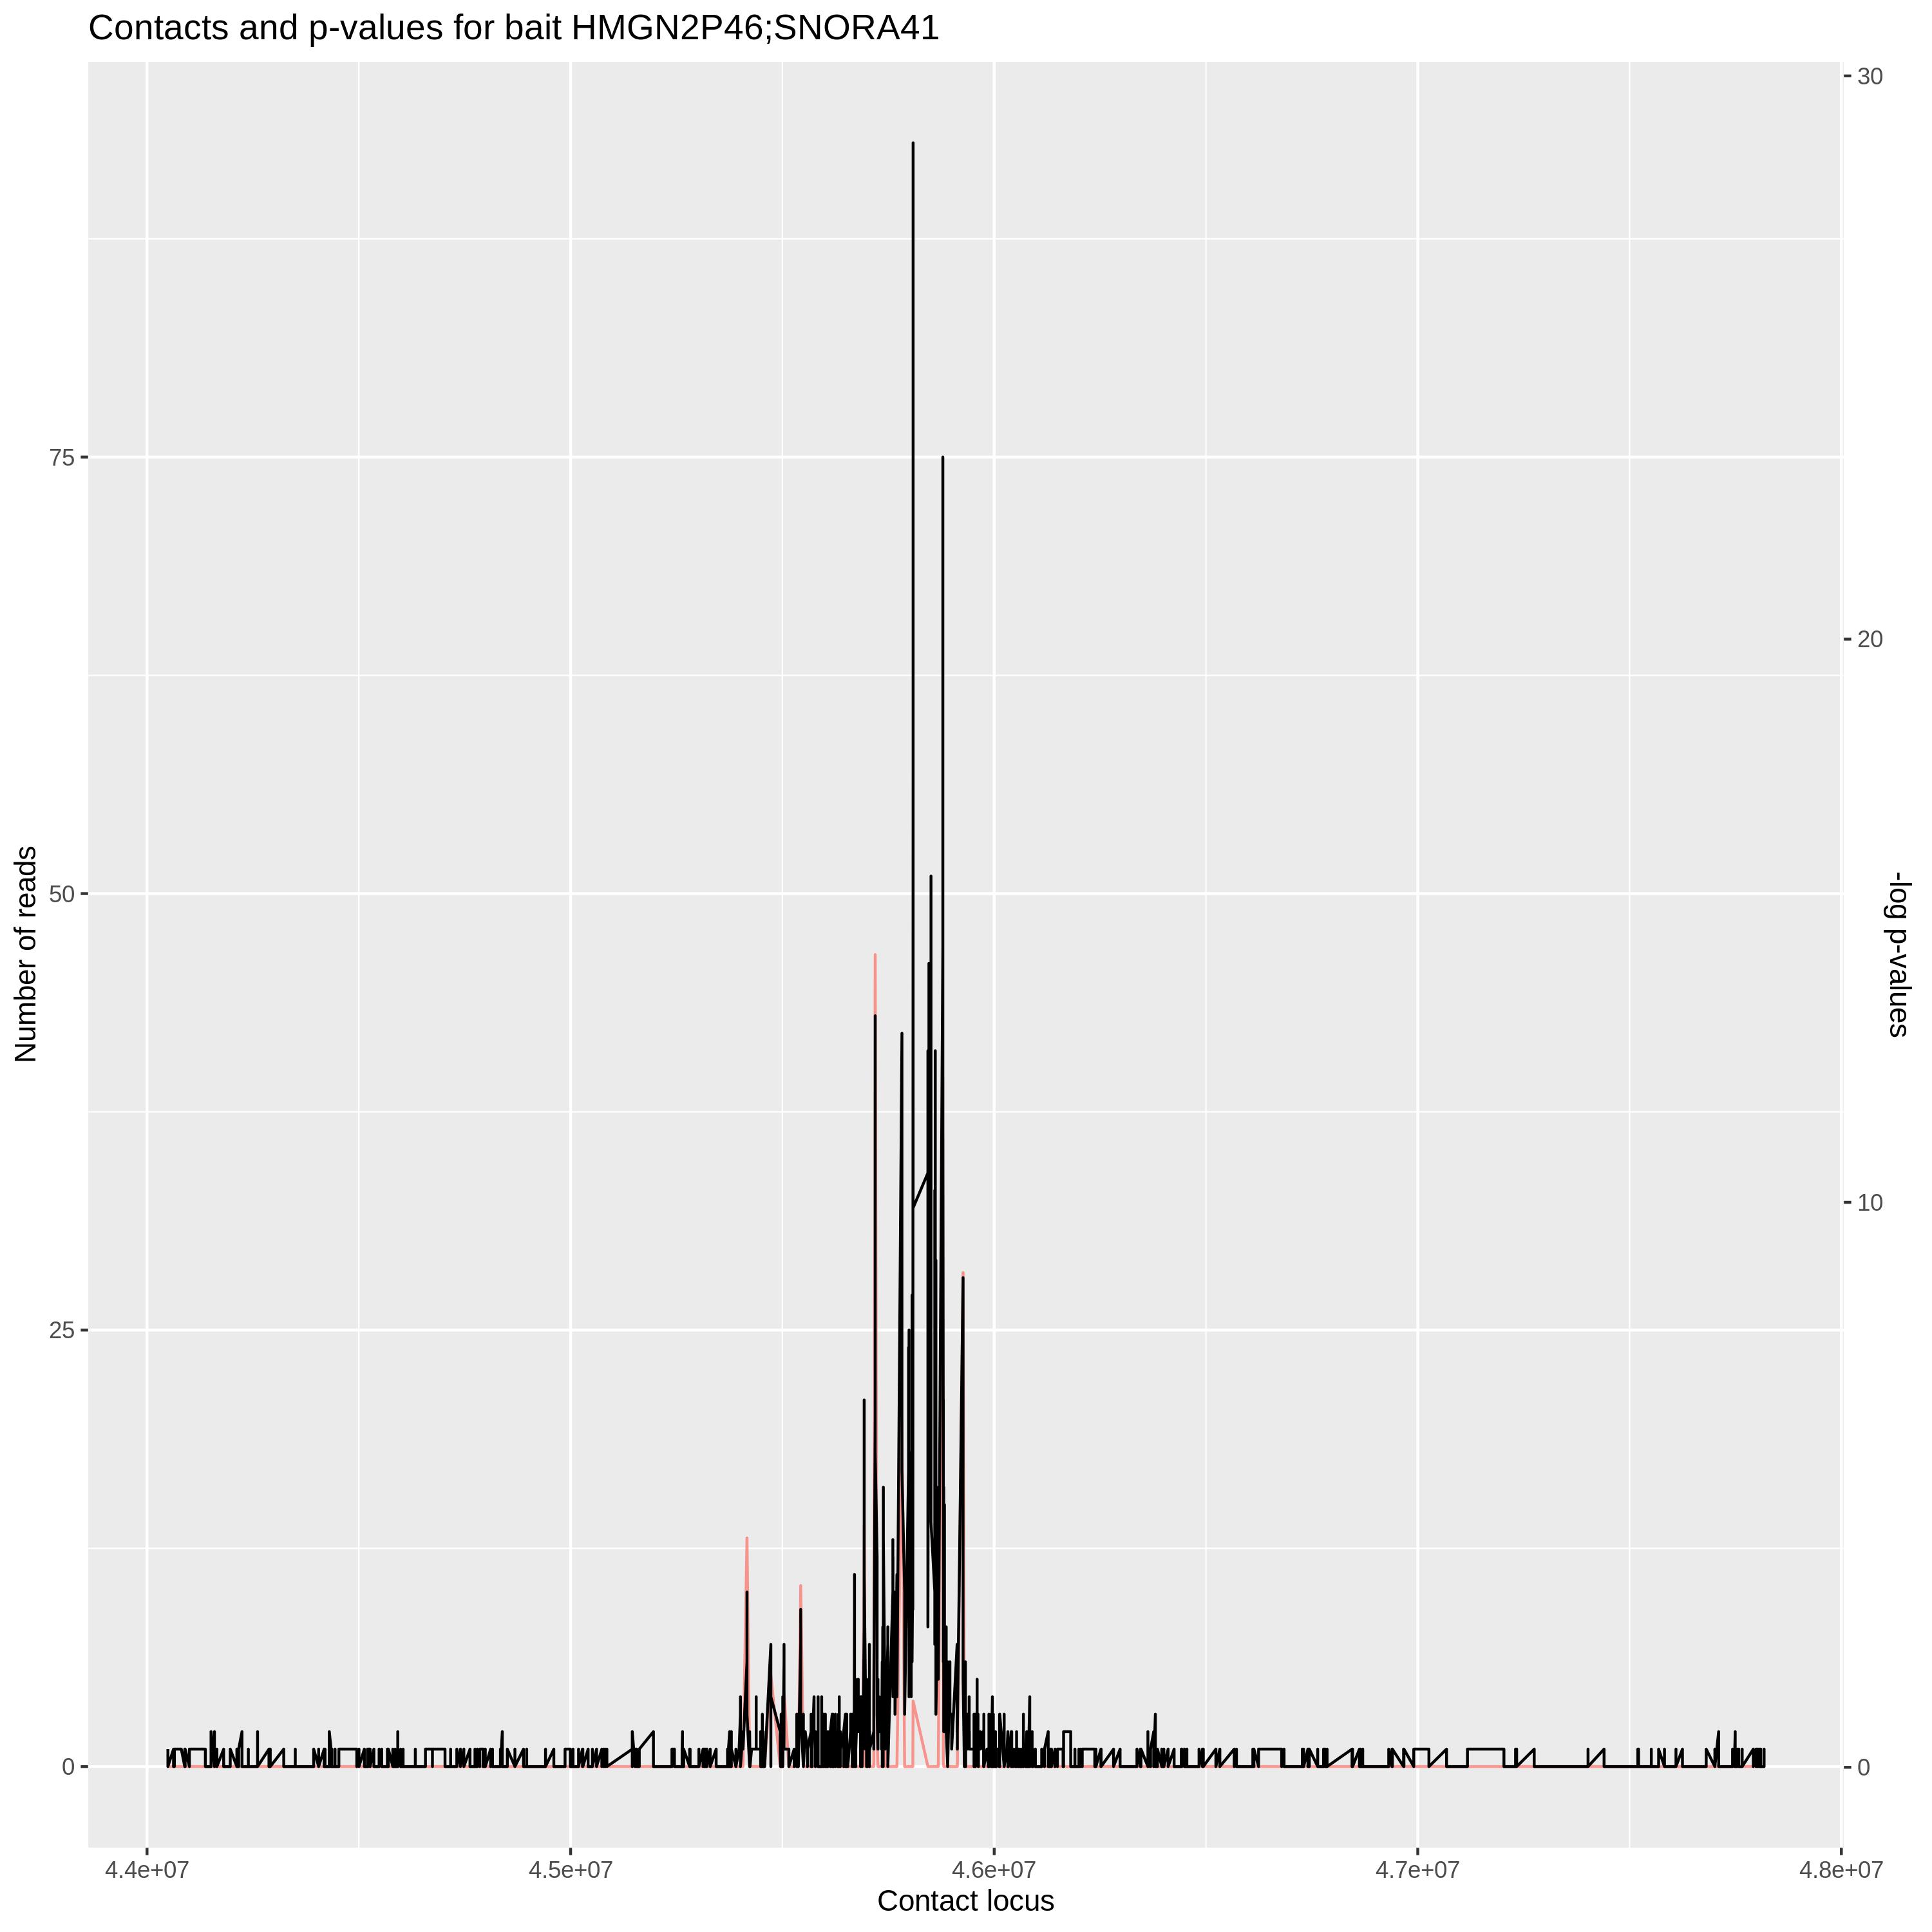 Contacts and p-values for bait HMGN2P46;SNORA41
Number of reads
75
50
25
0
30
20
10
0
-log p-values
4.4e+07 4.5e+07 4.6e+07 4.7e+07 4.8e+07
Contact locus